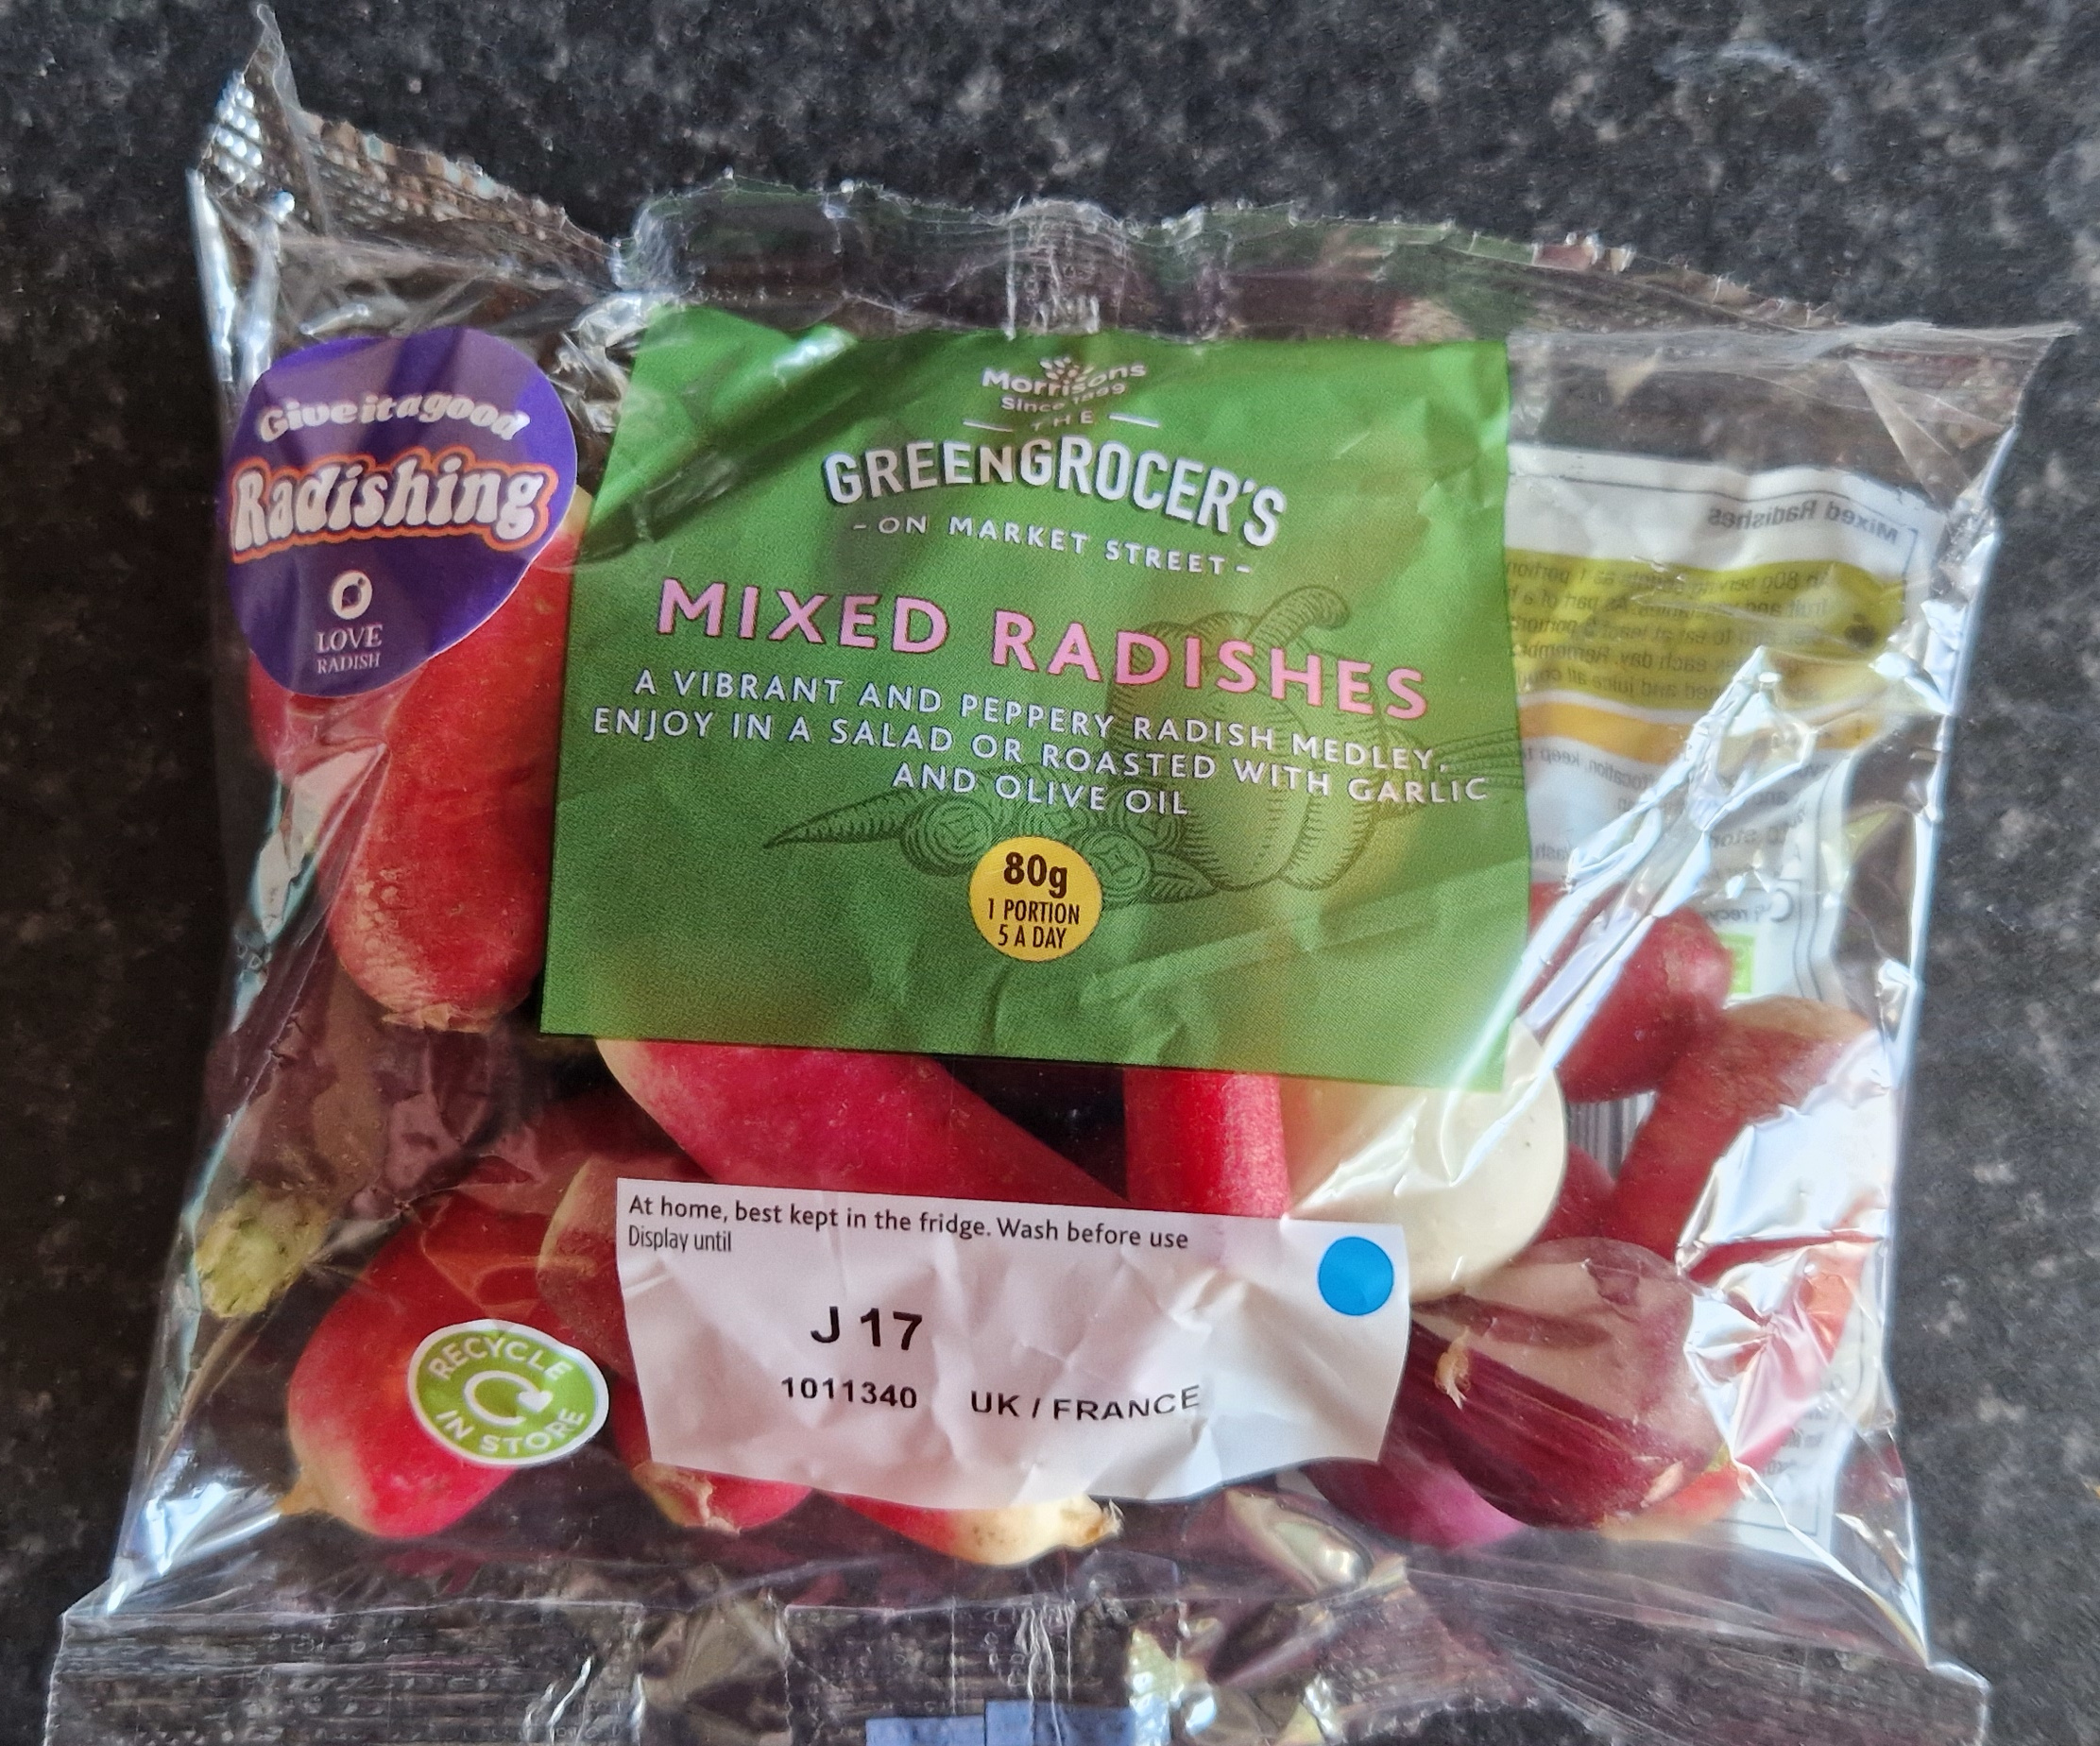 Give it a good
Radishing
LOVE
RADISH
Morrisons
Since 1899
THE
GREENGROCER'S
- ON MARKET STREET -
MIXED RADISHES
A VIBRANT AND PEPPERY RADISH MEDLEY.
ENJOY IN A SALAD OR ROASTED WITH GARLIC
AND OLIVE OIL
80g
1 PORTION
5 A DAY
Mixed Radishes
At home, best kept in the fridge. Wash before use
Display until
J 17
1011340 UK / FRANCE
RECYCLE
IN STORE